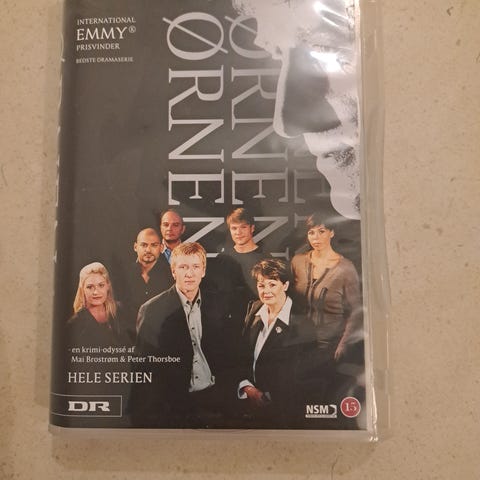 INTERNATIONAL
EMMY®
PRISVINDER
BEDSTE DRAMASERIE
ØRNEN
ØRNEN
EN
- en krimi-odyssé af
Mai Brostrøm & Peter Thorsboe
HELE SERIEN
DR
NSM
15